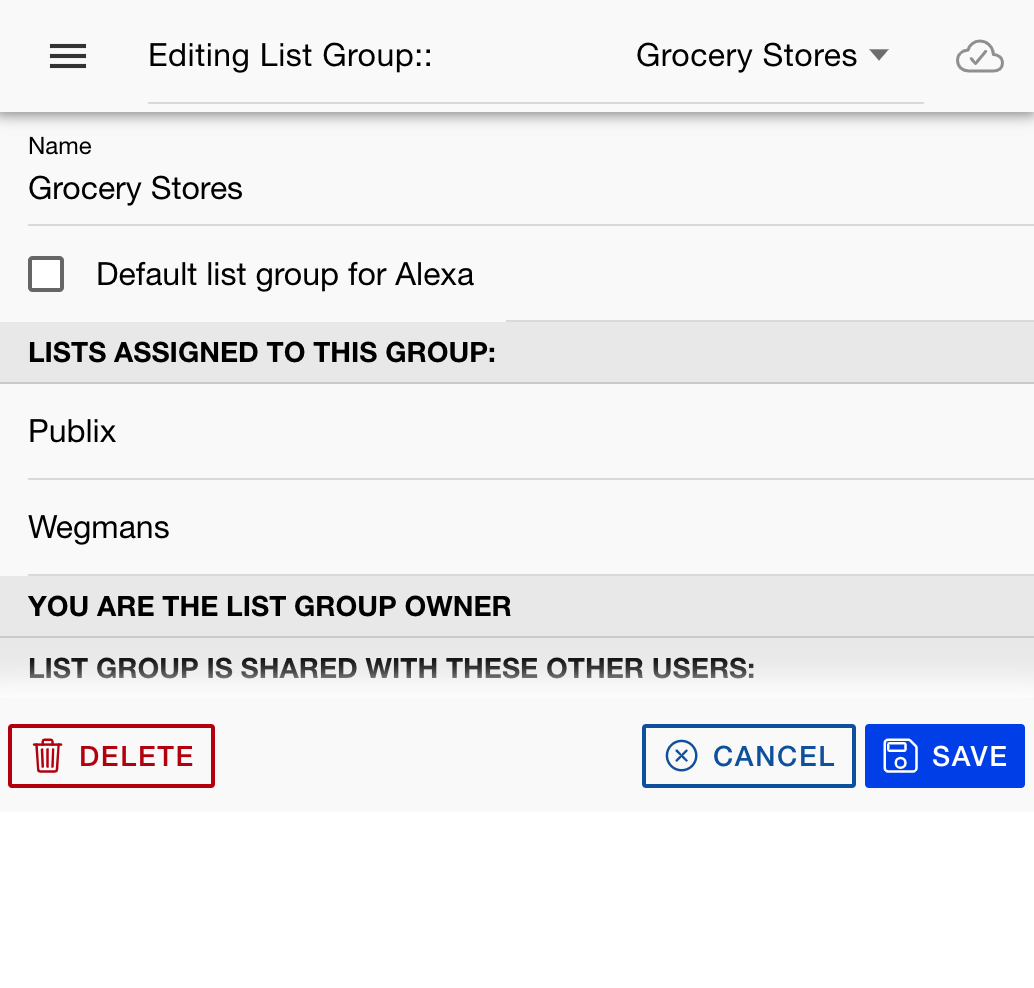 Editing List Group:: Grocery Stores
Name
Grocery Stores
Default list group for Alexa
LISTS ASSIGNED TO THIS GROUP:
Publix
Wegmans
YOU ARE THE LIST GROUP OWNER
LIST GROUP IS SHARED WITH THESE OTHER USERS:
DELETE CANCEL SAVE